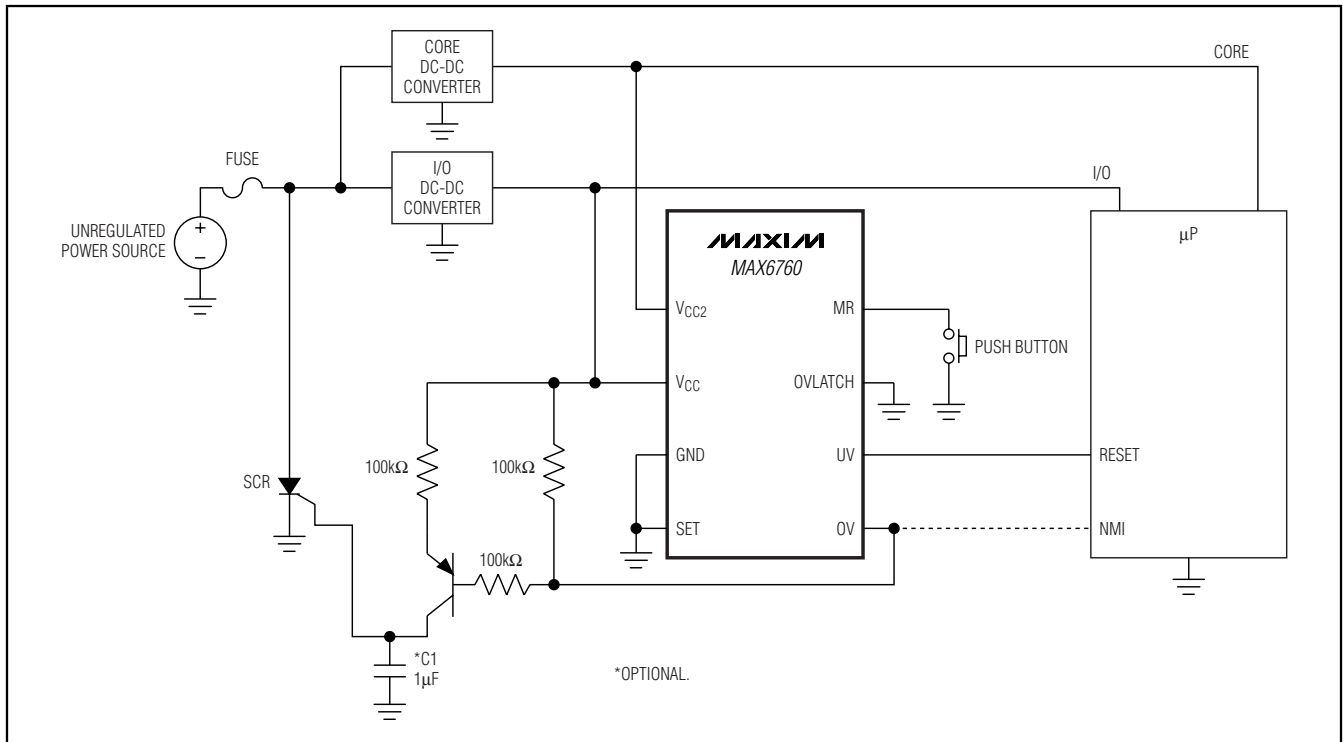 CORE
DC-DC
CONVERTER
CORE
FUSE
I/O
DC-DC
CONVERTER
I/O
UNREGULATED
POWER SOURCE
+
–
MAXIM
MAX6760
μP
VCC2
MR
PUSH BUTTON
VCC
OVLATCH
100kΩ
100kΩ
GND
UV
RESET
SCR
SET
OV
NMI
100kΩ
*C1
1μF
*OPTIONAL.